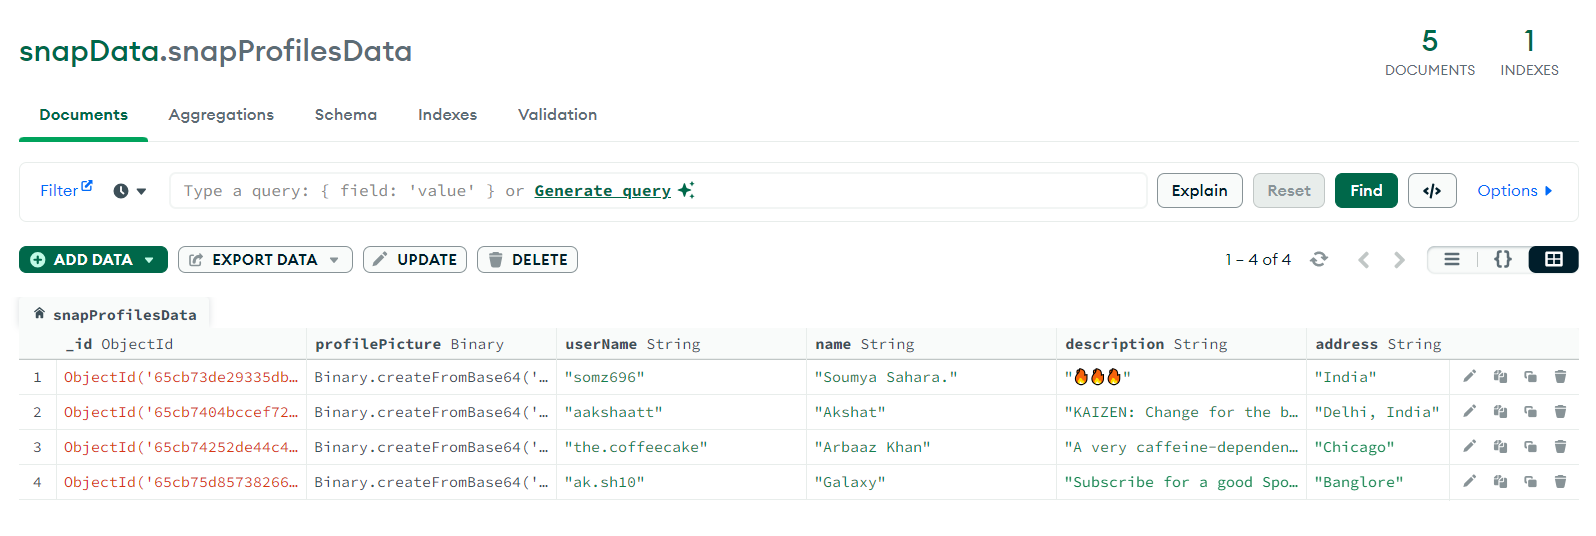 snapData.snapProfilesData
5
DOCUMENTS
1
INDEXES
Documents Aggregations Schema Indexes Validation
Filter Type a query: { field: 'value' } or Generate query Explain Reset Find </> Options
ADD DATA EXPORT DATA UPDATE DELETE 1 – 4 of 4 {}
snapProfilesData
_id ObjectId profilePicture Binary userName String name String description String address String
1 ObjectId('65cb73de29335db… Binary.createFromBase64('… "somz696" "Soumya Sahara." "🔥🔥🔥" "India"
2 ObjectId('65cb7404bccef72… Binary.createFromBase64('… "aakshaatt" "Akshat" "KAIZEN: Change for the b… "Delhi, India"
3 ObjectId('65cb74252de44c4… Binary.createFromBase64('… "the.coffeecake" "Arbaaz Khan" "A very caffeine-dependen… "Chicago"
4 ObjectId('65cb75d85738266… Binary.createFromBase64('… "ak.sh10" "Galaxy" "Subscribe for a good Spo… "Banglore"